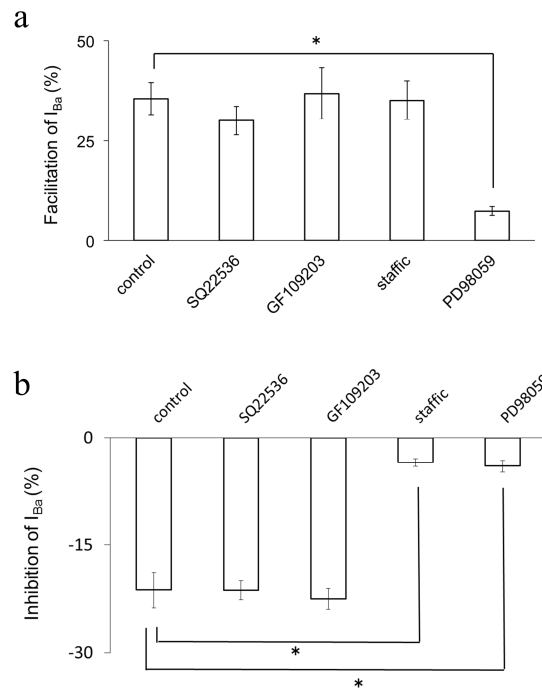 a
*
50
25
0
Facilitation of IBa (%)
control
SQ22536
GF109203
staffic
PD98059
b
control
SQ22536
GF109203
staffic
PD98059
0
-15
-30
Inhibition of IBa (%)
*
*